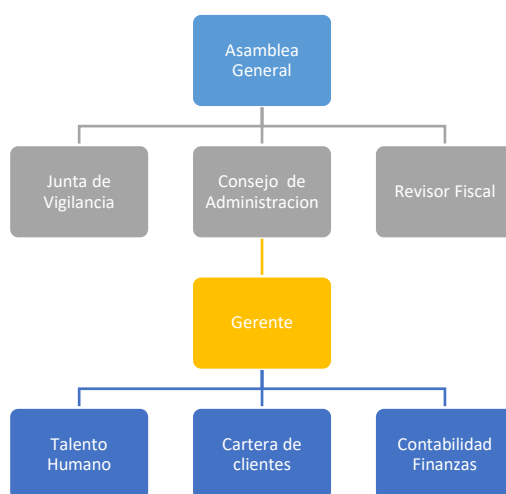 Asamblea
General
Junta de
Vigilancia
Consejo de
Administracion
Revisor Fiscal
Gerente
Talento
Humano
Cartera de
clientes
Contabilidad
Finanzas